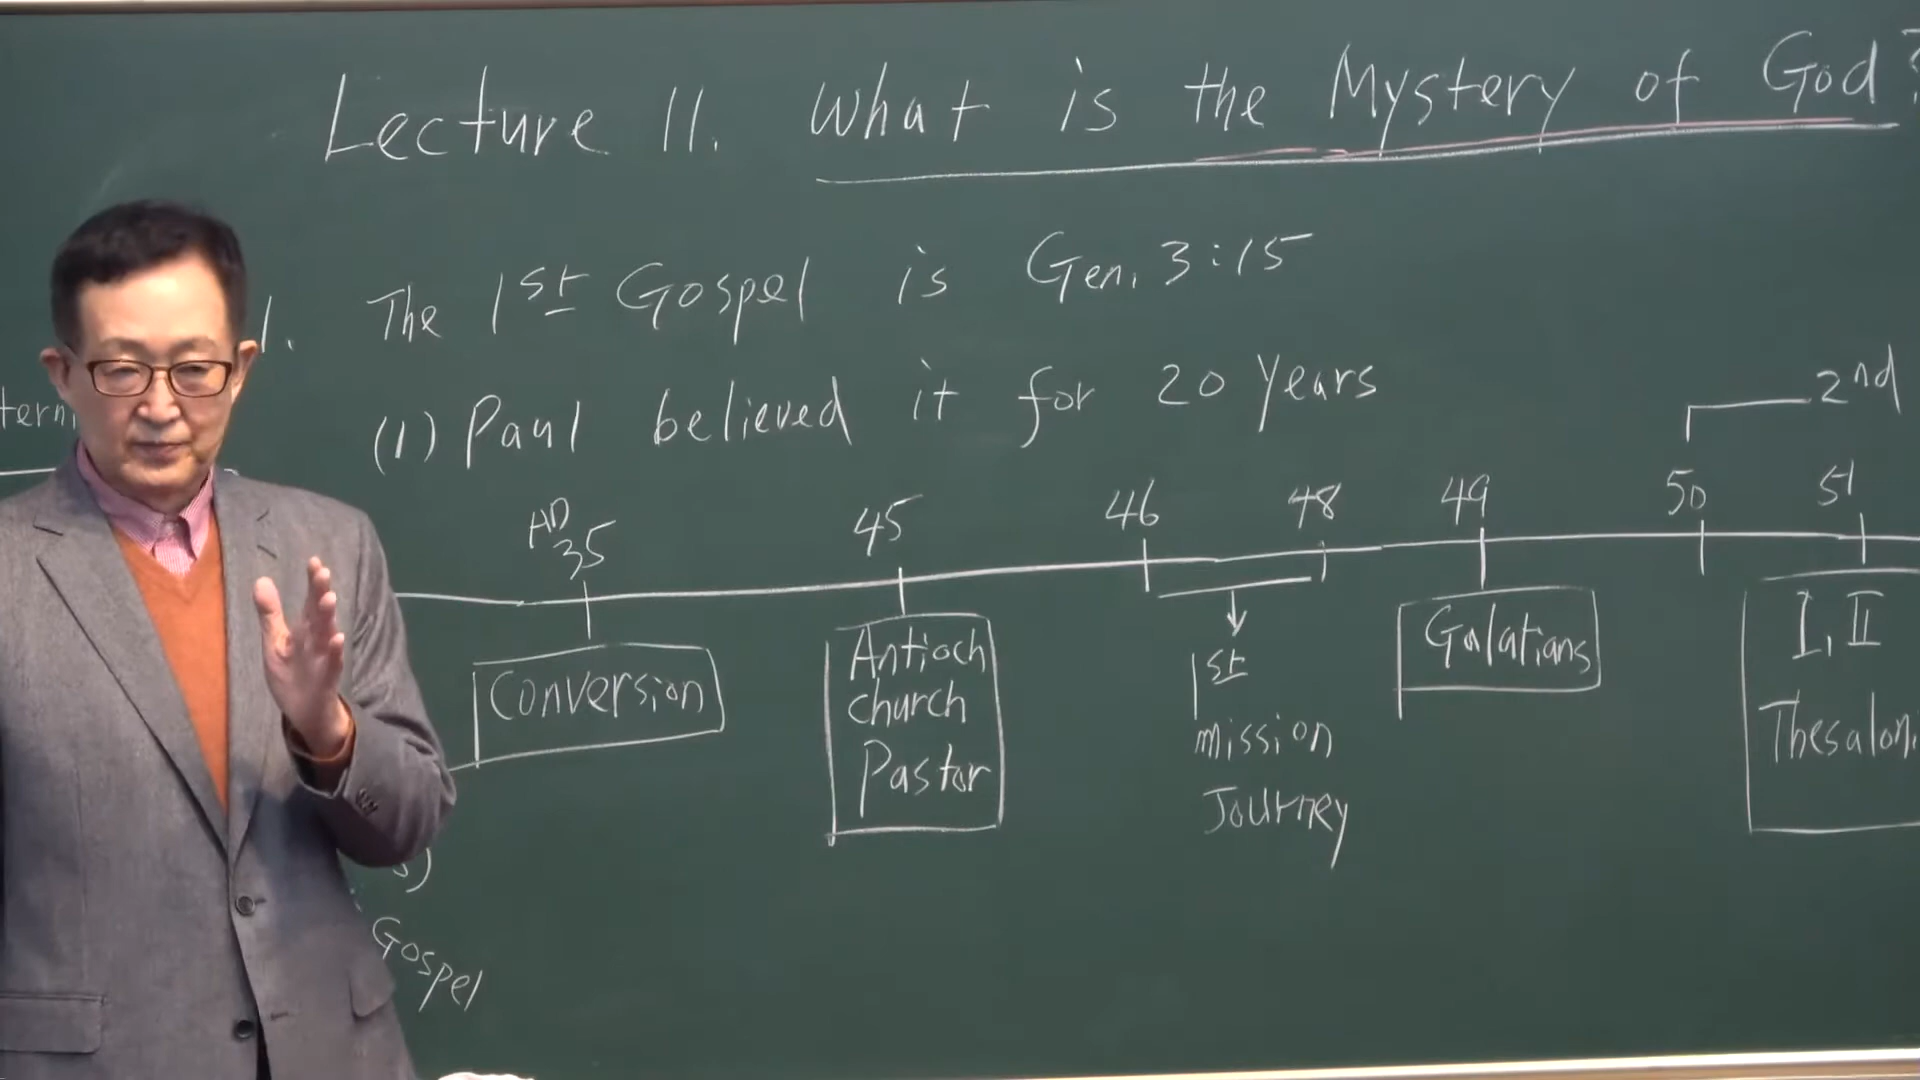 Lecture 11. What is the Mystery of God?
1. The 1st Gospel is Gen. 3:15
(1) Paul believed it for 20 years
2nd
AD 35 45 46 48 49 50 51
Conversion
Antioch
church
Pastor
1st
mission
Journey
Galatians
I, II
Thesaloni
Gospel